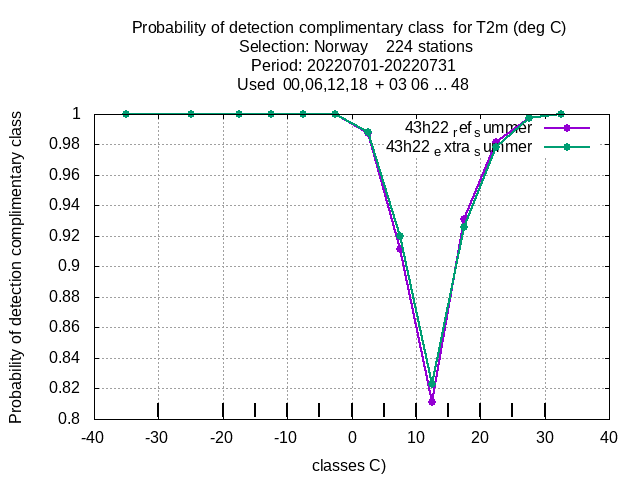 Probability of detection complimentary class  for T2m (deg C)
Selection: Norway    224 stations
Period: 20220701-20220731
Used  00,06,12,18  + 03 06 ... 48
Probability of detection complimentary class
1
0.98
0.96
0.94
0.92
0.9
0.88
0.86
0.84
0.82
0.8
43h22 ref summer
43h22 extra summer
-40 -30 -20 -10 0 10 20 30 40
classes C)